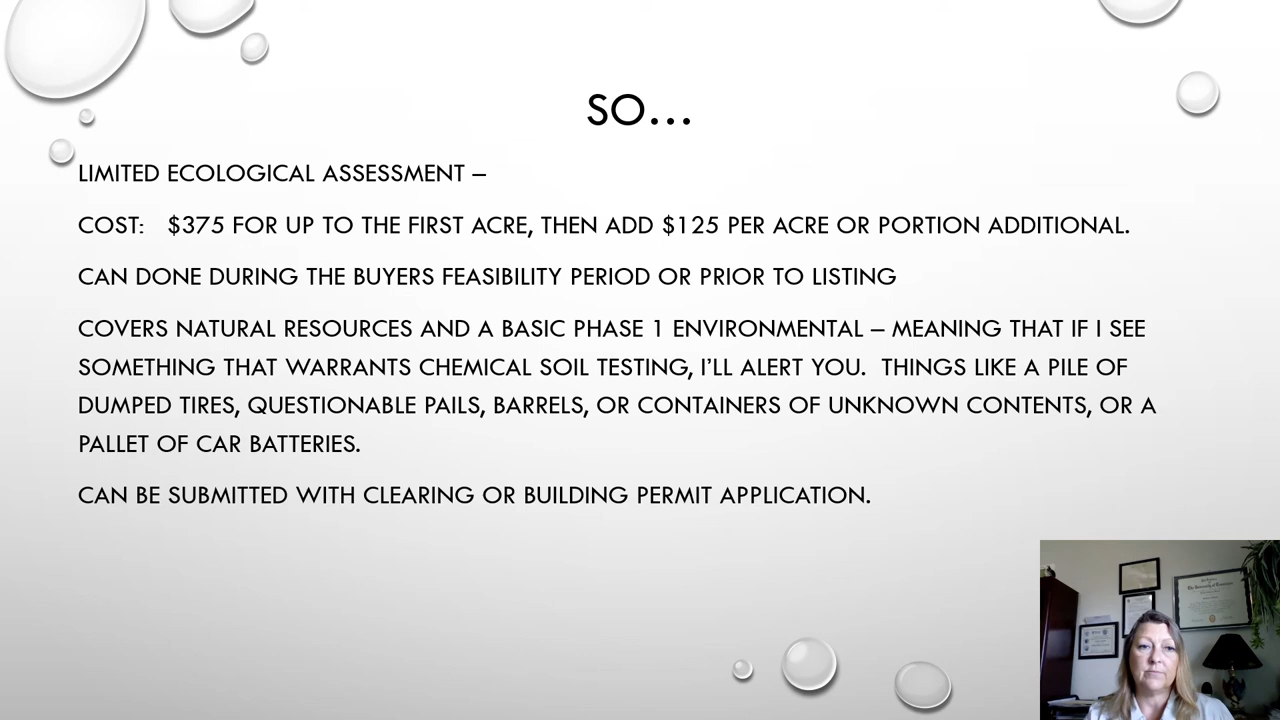 SO...
LIMITED ECOLOGICAL ASSESSMENT –
COST: $375 FOR UP TO THE FIRST ACRE, THEN ADD $125 PER ACRE OR PORTION ADDITIONAL.
CAN DONE DURING THE BUYERS FEASIBILITY PERIOD OR PRIOR TO LISTING
COVERS NATURAL RESOURCES AND A BASIC PHASE 1 ENVIRONMENTAL – MEANING THAT IF I SEE
SOMETHING THAT WARRANTS CHEMICAL SOIL TESTING, I'LL ALERT YOU. THINGS LIKE A PILE OF
DUMPED TIRES, QUESTIONABLE PAILS, BARRELS, OR CONTAINERS OF UNKNOWN CONTENTS, OR A
PALLET OF CAR BATTERIES.
CAN BE SUBMITTED WITH CLEARING OR BUILDING PERMIT APPLICATION.